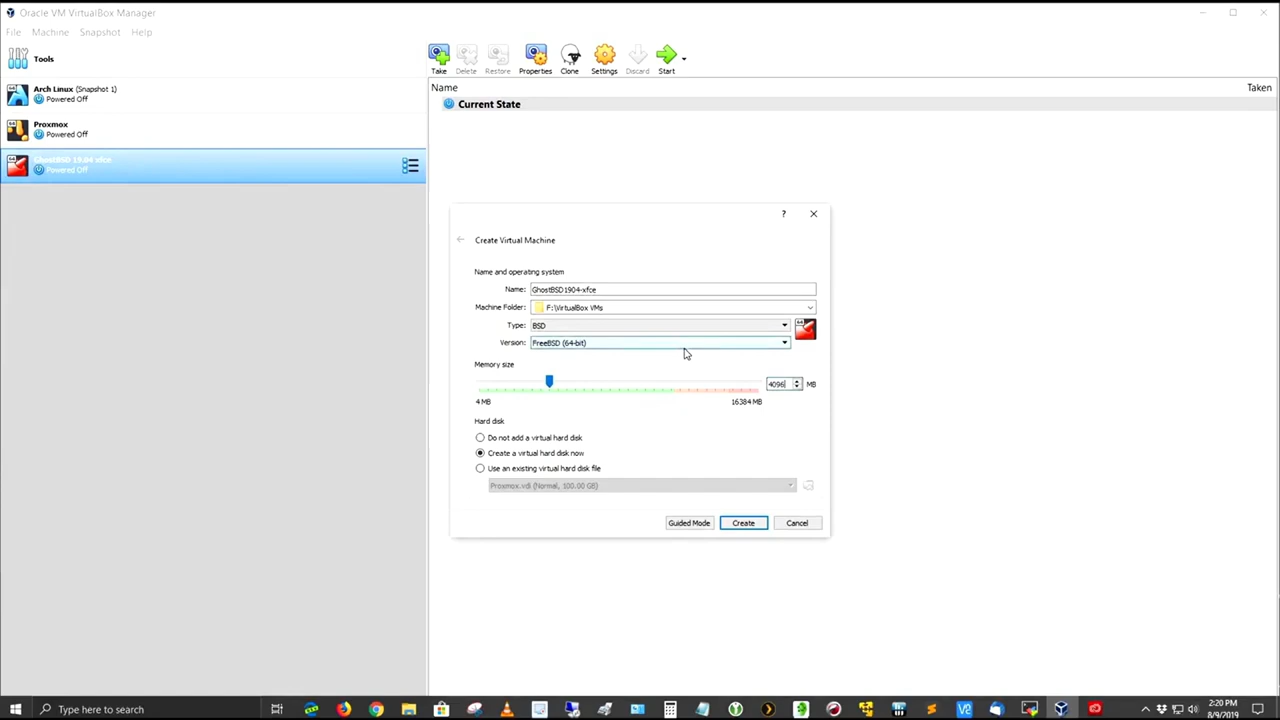 Oracle VM VirtualBox Manager
File Machine Snapshot Help
Tools
Take Delete Restore Properties Clone Settings Discard Start
Name Taken
Current State
Arch Linux (Snapshot 1)
Powered Off
Proxmox
Powered Off
GhostBSD 19.04 xfce
Powered Off
?
Create Virtual Machine
Name and operating system
Name: GhostBSD1904-xfce
Machine Folder: F:\VirtualBox VMs
Type: BSD
Version: FreeBSD (64-bit)
Memory size
4096 MB
4 MB 16384 MB
Hard disk
Do not add a virtual hard disk
Create a virtual hard disk now
Use an existing virtual hard disk file
Proxmox.vdi (Normal, 100.00 GB)
Guided Mode Create Cancel
Type here to search
2:20 PM
8/9/2019